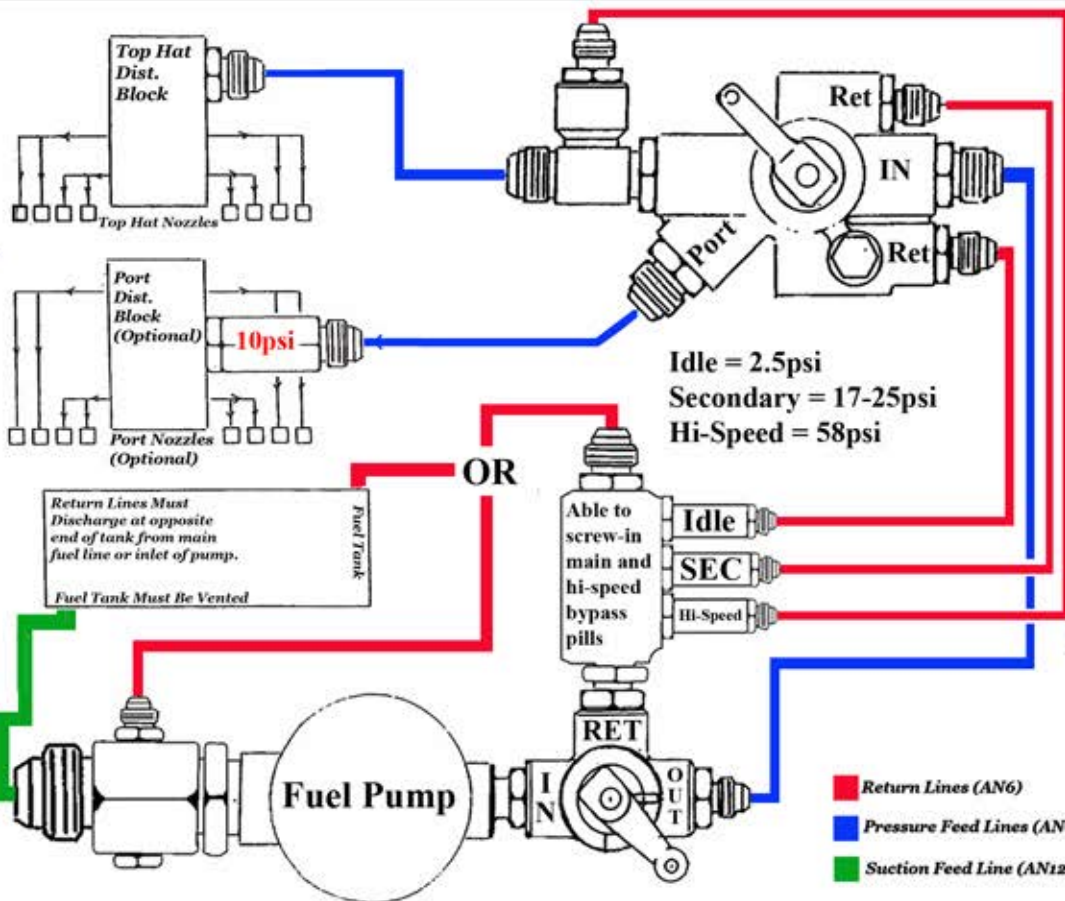 Top Hat
Dist.
Block
Top Hat Nozzles
Ret
IN
Port
Ret
Port
Dist.
Block
(Optional)
10psi
Port Nozzles
(Optional)
Idle = 2.5psi
Secondary = 17-25psi
Hi-Speed = 58psi
OR
Return Lines Must
Discharge at opposite
end of tank from main
fuel line or inlet of pump.
Fuel Tank Must Be Vented
Fuel Tank
Able to
screw-in
main and
hi-speed
bypass
pills
Idle
SEC
Hi-Speed
RET
IN
OUT
Fuel Pump
Return Lines (AN6)
Pressure Feed Lines (AN
Suction Feed Line (AN12